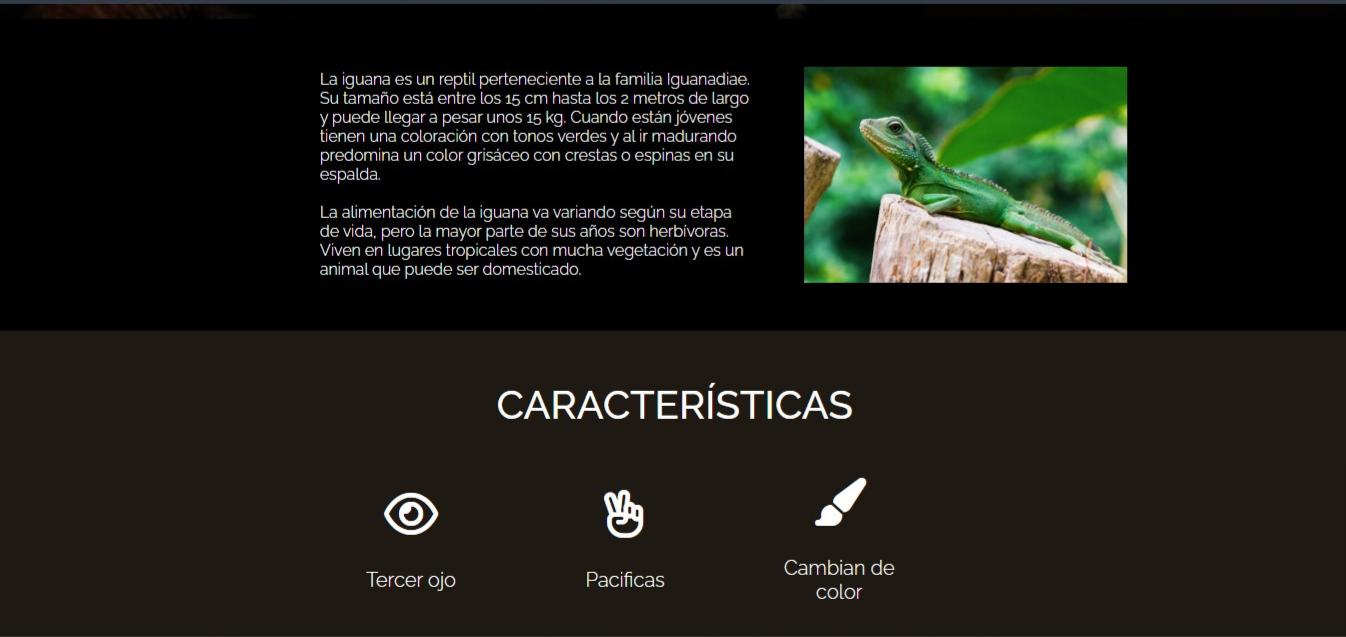 La iguana es un reptil perteneciente a la familia Iguanadiae.
Su tamaño está entre los 15 cm hasta los 2 metros de largo
y puede llegar a pesar unos 15 kg. Cuando están jóvenes
tienen una coloración con tonos verdes y al ir madurando
predomina un color grisáceo con crestas o espinas en su
espalda.
La alimentación de la iguana va variando según su etapa
de vida, pero la mayor parte de sus años son herbívoras.
Viven en lugares tropicales con mucha vegetación y es un
animal que puede ser domesticado.
CARACTERÍSTICAS
Tercer ojo
Pacificas
Cambian de
color